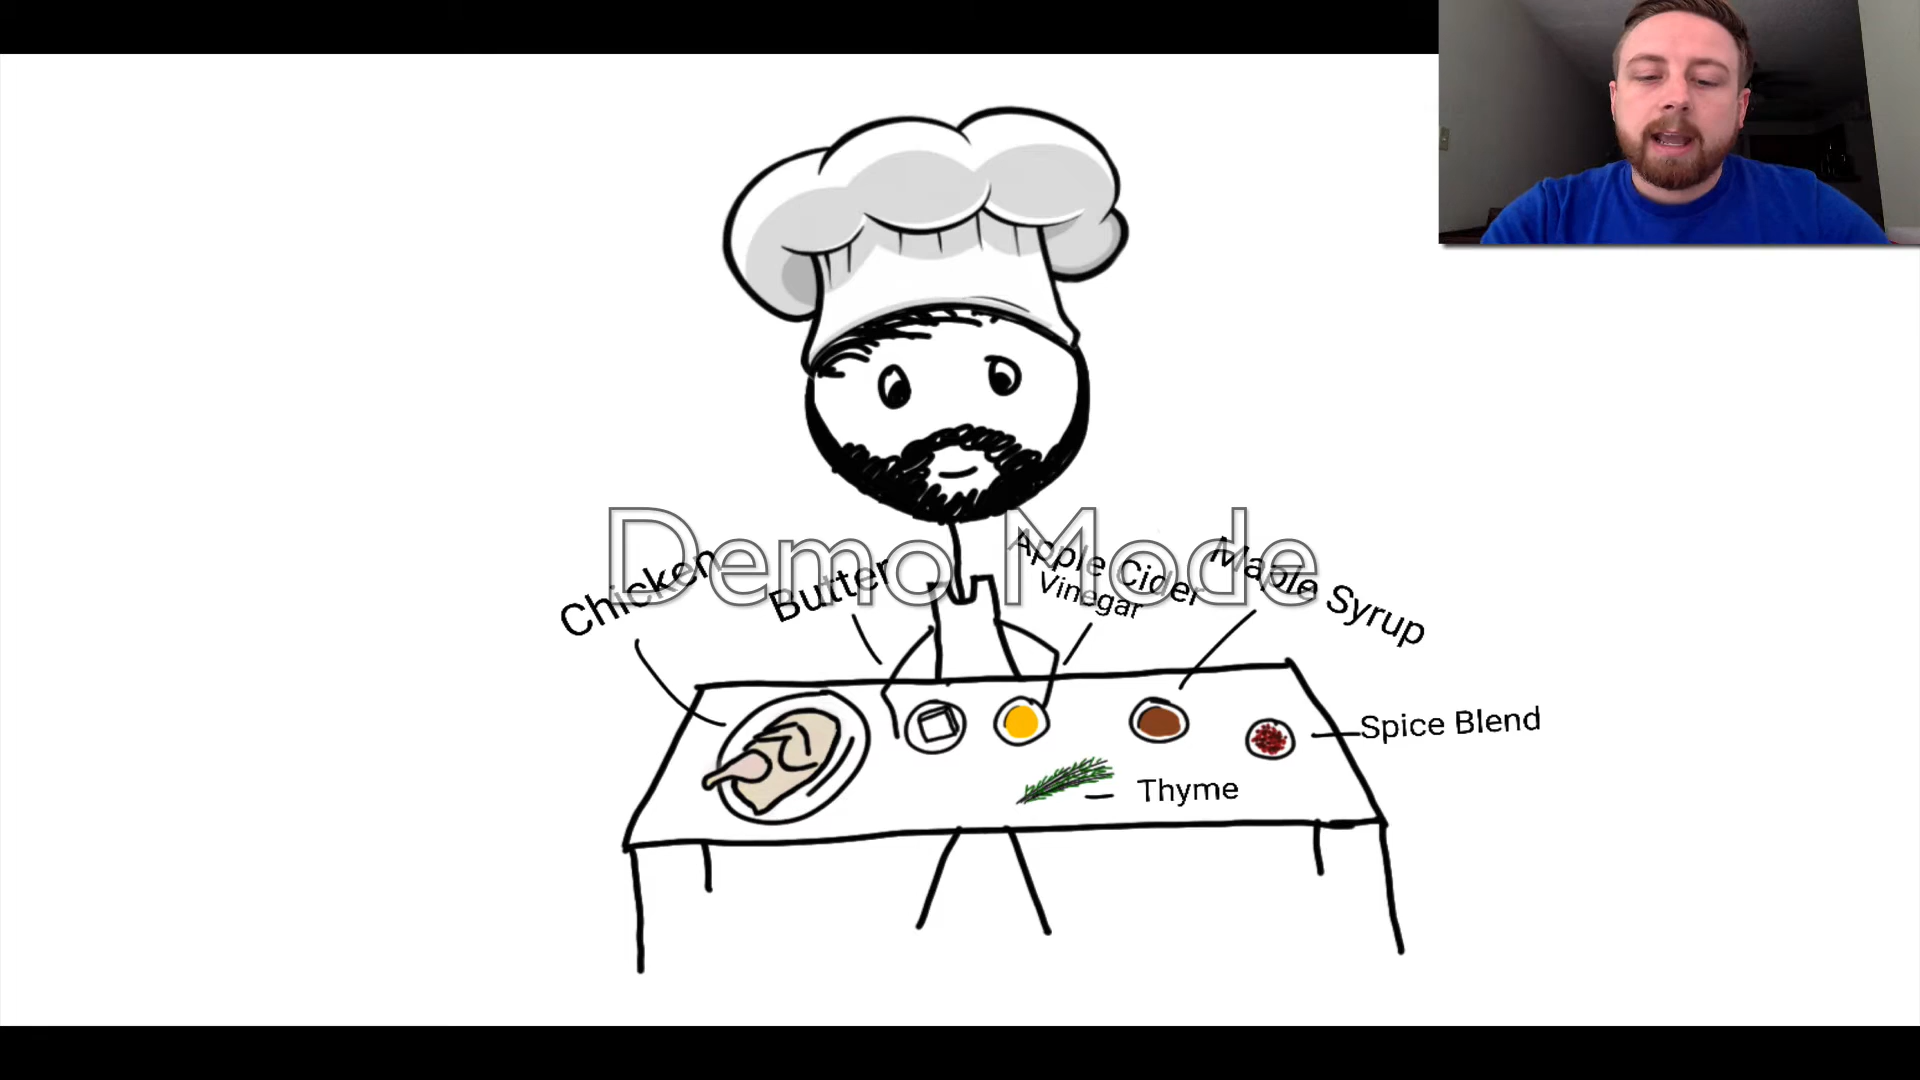 Demo Mode
Chicken
Butter
Apple Cider
Vinegar
Maple Syrup
Spice Blend
Thyme